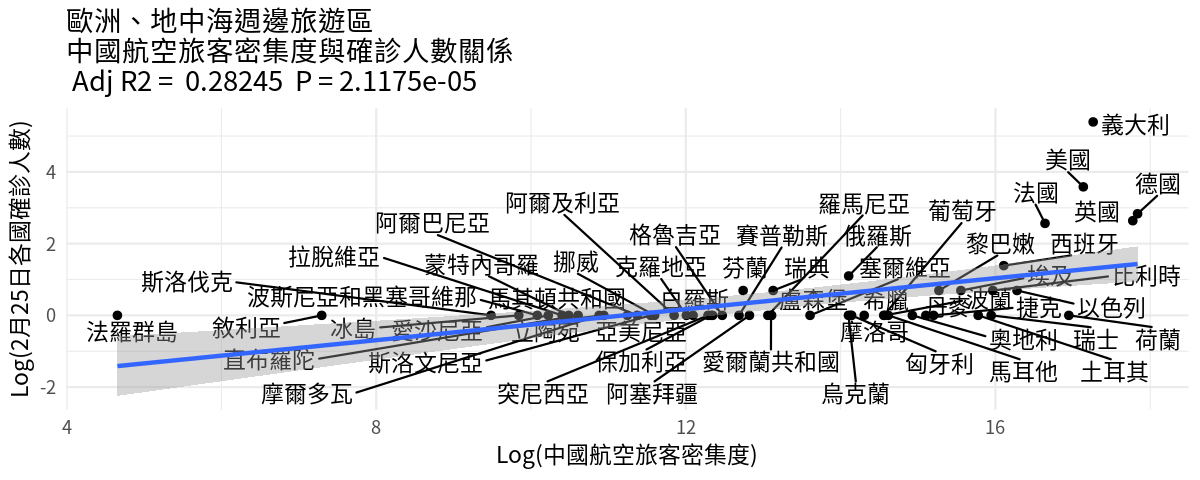 歐洲、地中海週邊旅遊區
中國航空旅客密集度與確診人數關係
Adj R2 = 0.28245 P = 2.1175e-05
Log(2月25日各國確診人數)
4
2
0
-2
義大利
美國
德國
法國
英國
阿爾及利亞
羅馬尼亞
葡萄牙
阿爾巴尼亞
格魯吉亞
賽普勒斯
俄羅斯
黎巴嫩
西班牙
拉脫維亞
蒙特內哥羅
挪威
克羅地亞
芬蘭
瑞典
塞爾維亞
埃及
比利時
斯洛伐克
波斯尼亞和黑塞哥維那
馬其頓共和國
白羅斯
盧森堡
希臘
丹麥
波蘭
捷克
以色列
法羅群島
敘利亞
冰島
愛沙尼亞
立陶宛
亞美尼亞
摩洛哥
奧地利
瑞士
荷蘭
直布羅陀
斯洛文尼亞
保加利亞
愛爾蘭共和國
匈牙利
馬耳他
土耳其
摩爾多瓦
突尼西亞
阿塞拜疆
烏克蘭
4
8
12
16
Log(中國航空旅客密集度)